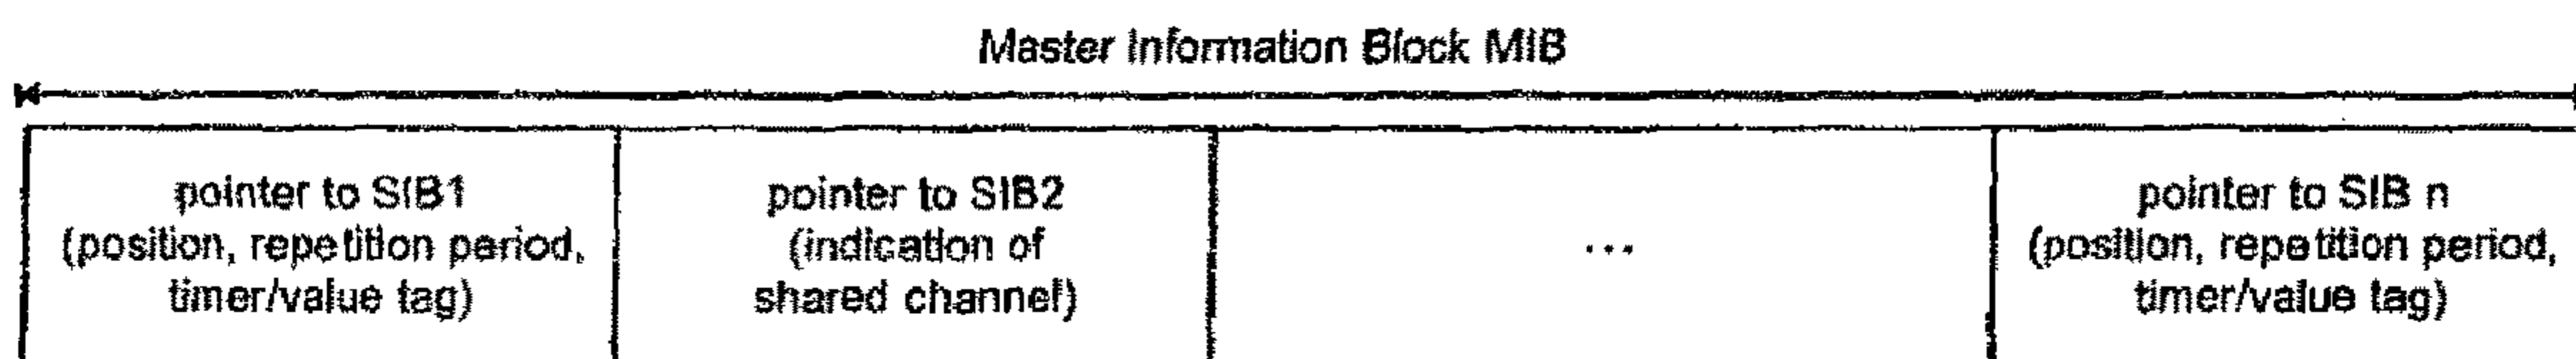 Master Information Block MIB
pointer to SIB1
(position, repetition period,
timer/value tag)
pointer to SIB2
(indication of
shared channel)
...
pointer to SIB n
(position, repetition period,
timer/value tag)